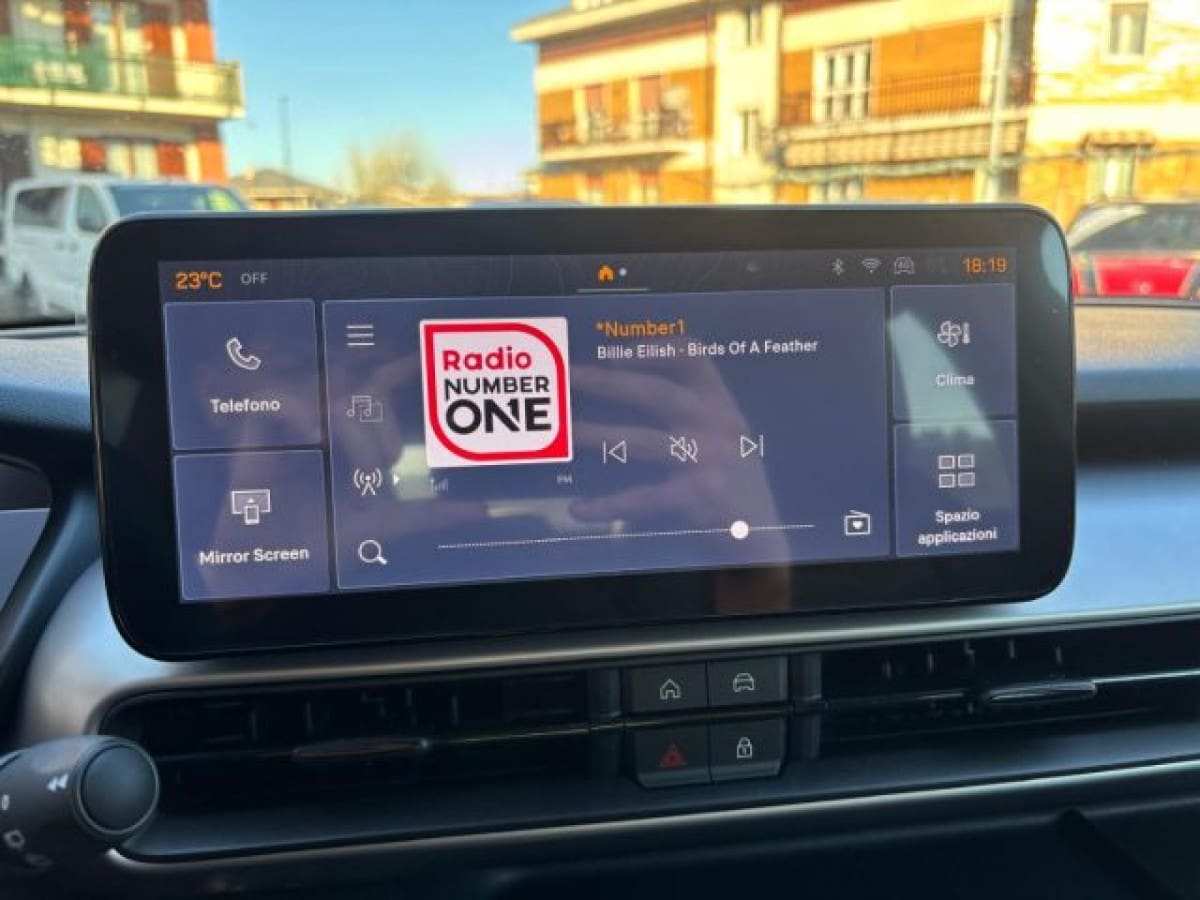 23°C OFF
18:19
Telefono
Mirror Screen
Radio
NUMBER
ONE
*Number1
Billie Eilish - Birds Of A Feather
FM
Clima
Spazio
applicazioni